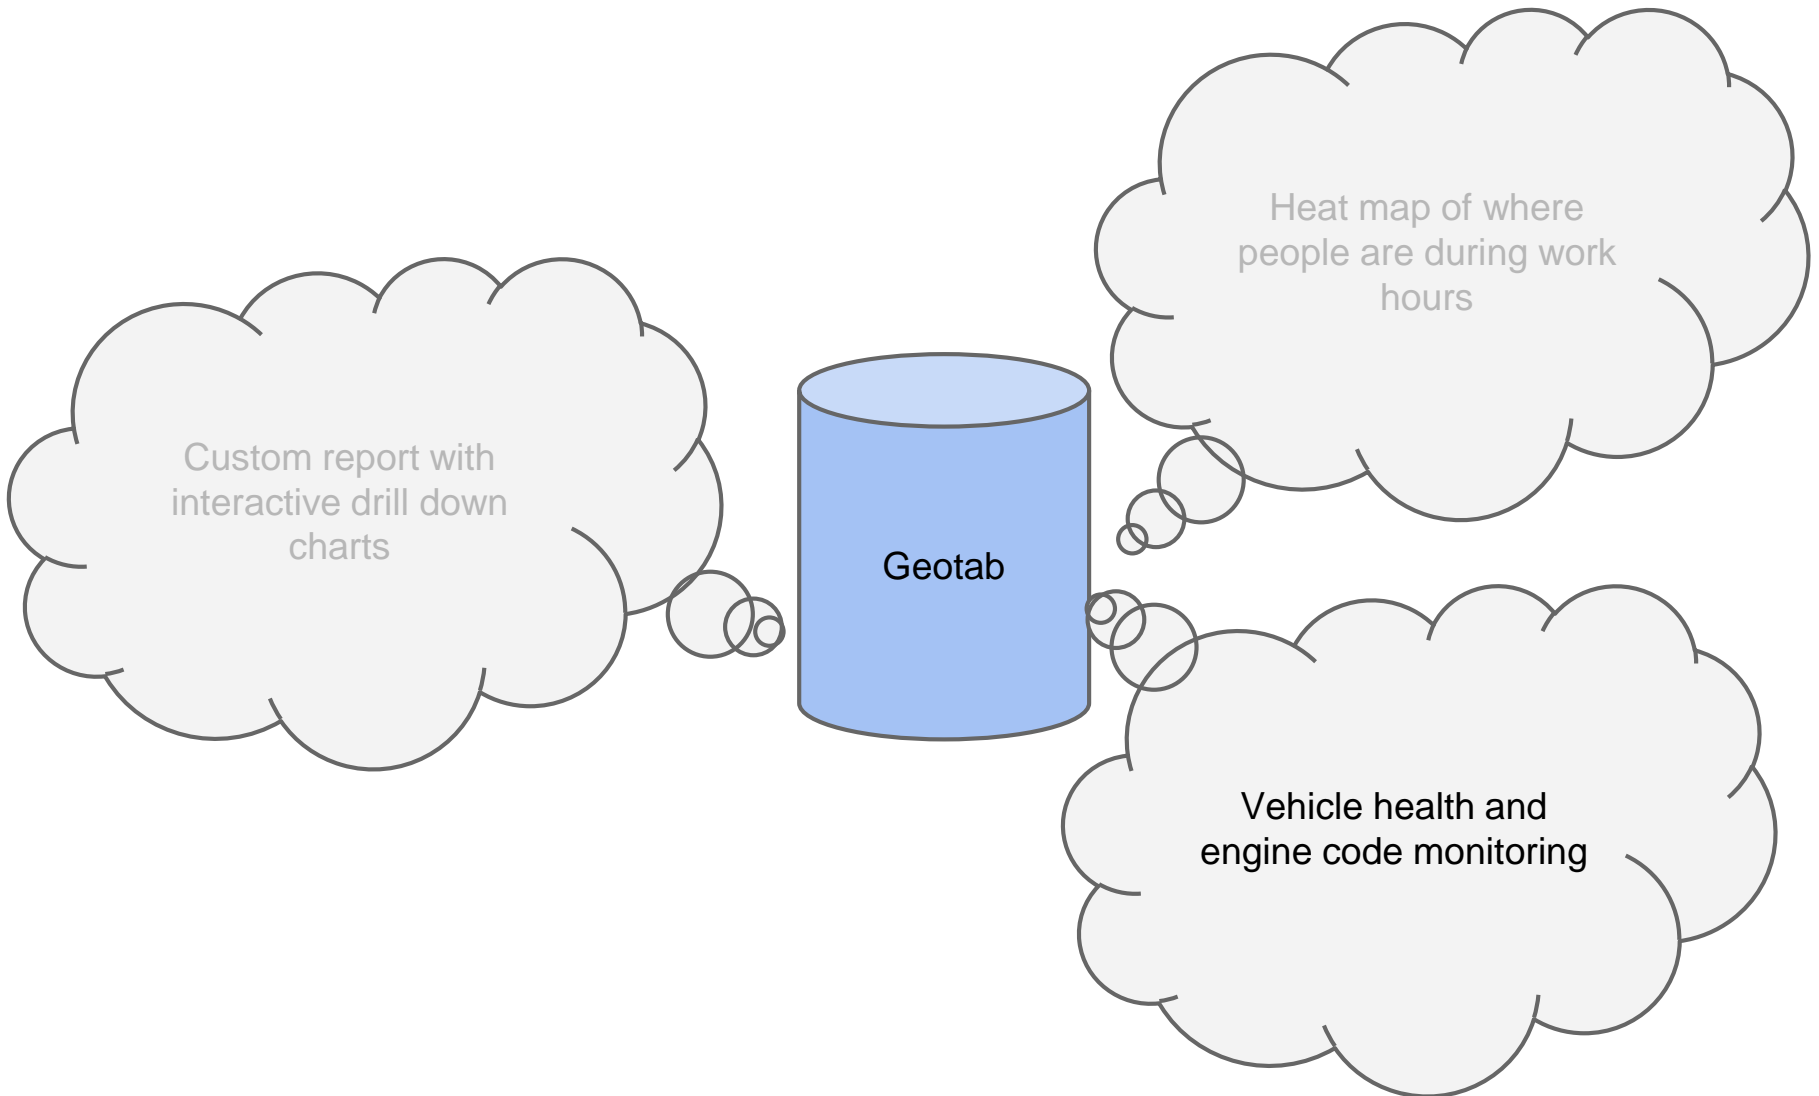 Heat map of where
people are during work
hours
Custom report with
interactive drill down
charts
Geotab
Vehicle health and
engine code monitoring